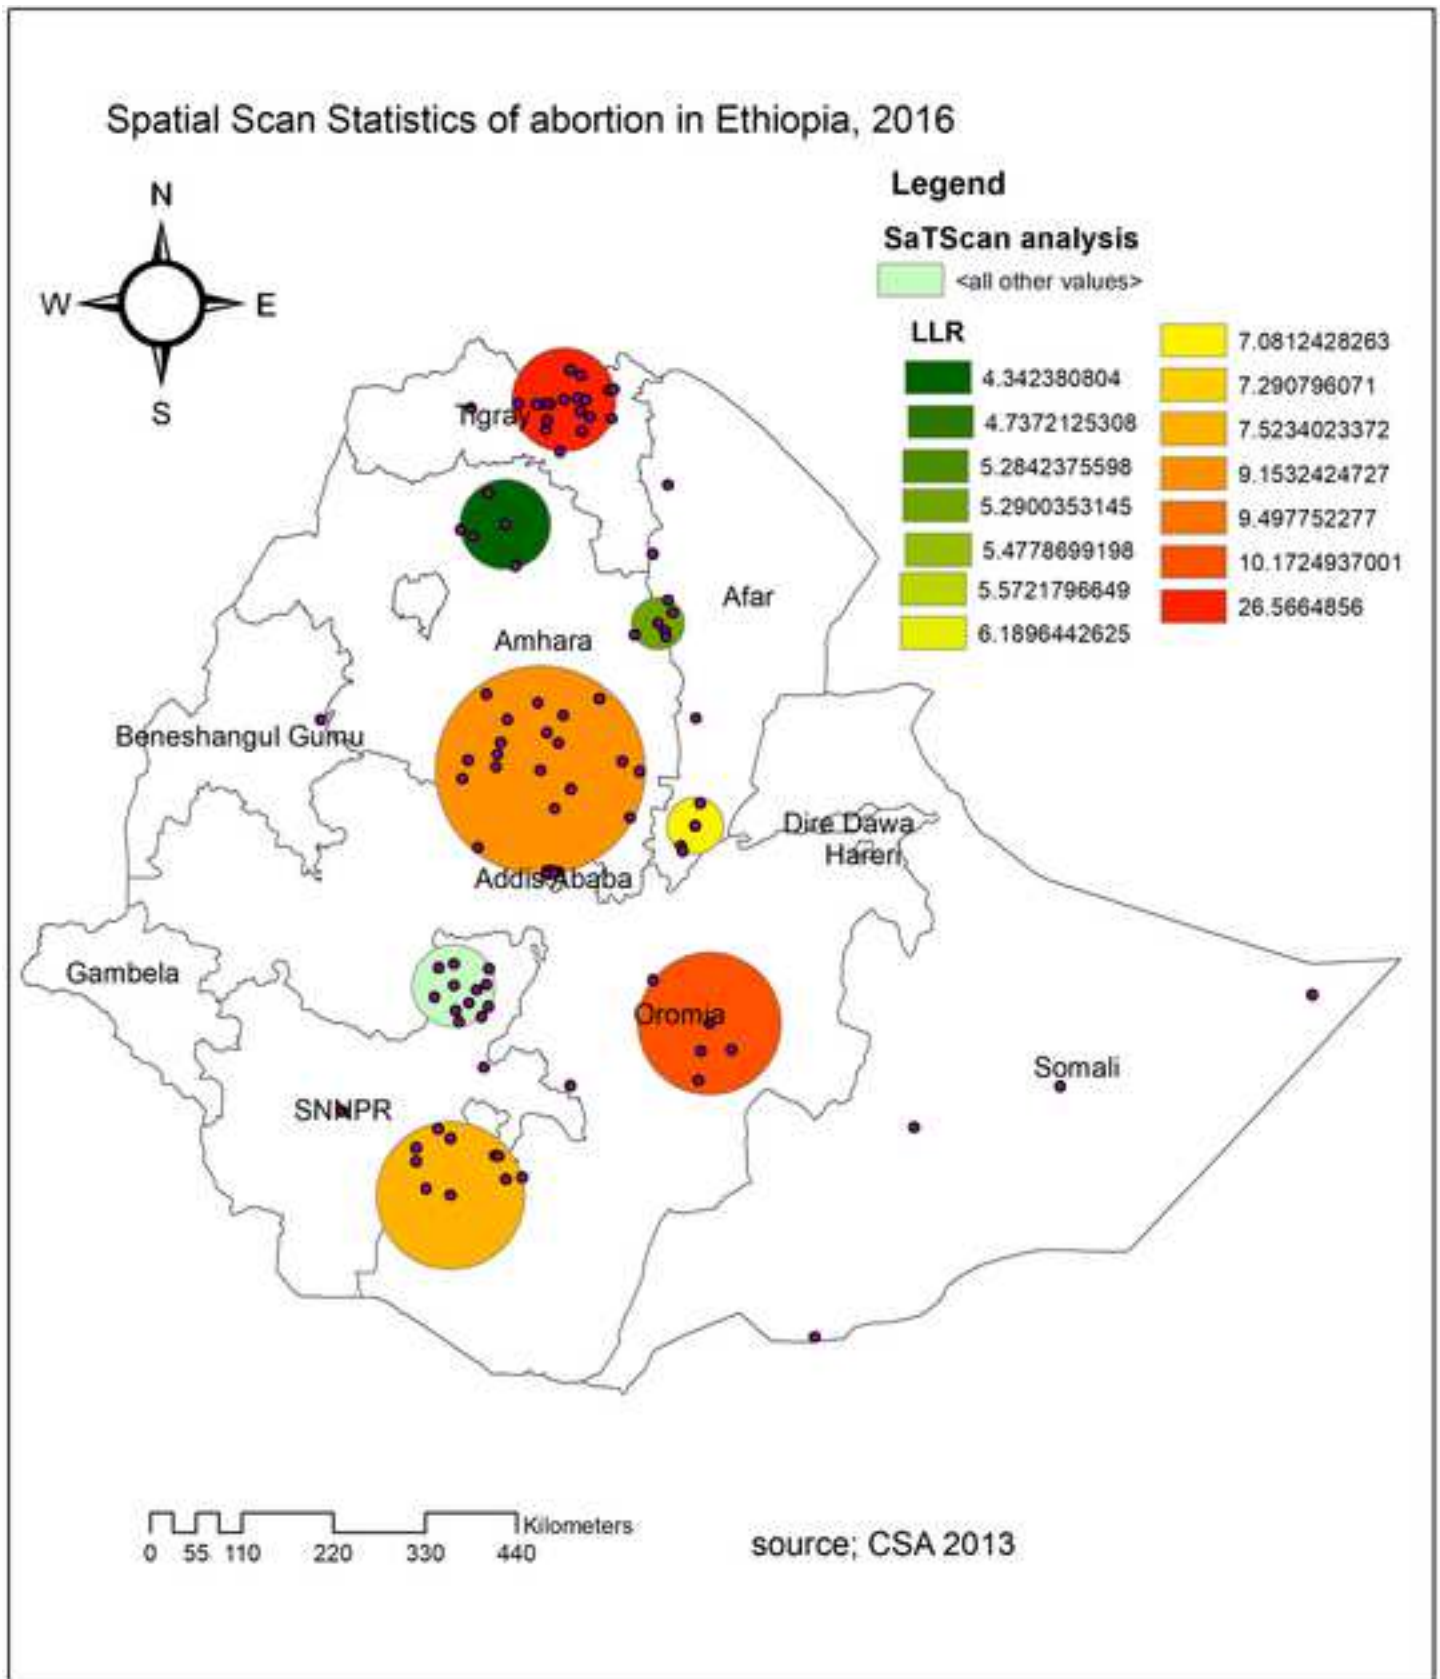 Spatial Scan Statistics of abortion in Ethiopia, 2016
N
W
E
S
Legend
SaTScan analysis
<all other values>
LLR
4.342380804
4.7372125308
5.2842375598
5.2900353145
5.4778699198
5.5721796649
6.1896442625
7.0812428263
7.290796071
7.5234023372
9.1532424727
9.497752277
10.1724937001
26.5664856
Tigray
Afar
Amhara
Beneshangul Gumu
Dire Dawa
Hareri
Addis Ababa
Gambela
Oromia
Somali
SNNPR
Kilometers
0 55 110 220 330 440
source; CSA 2013